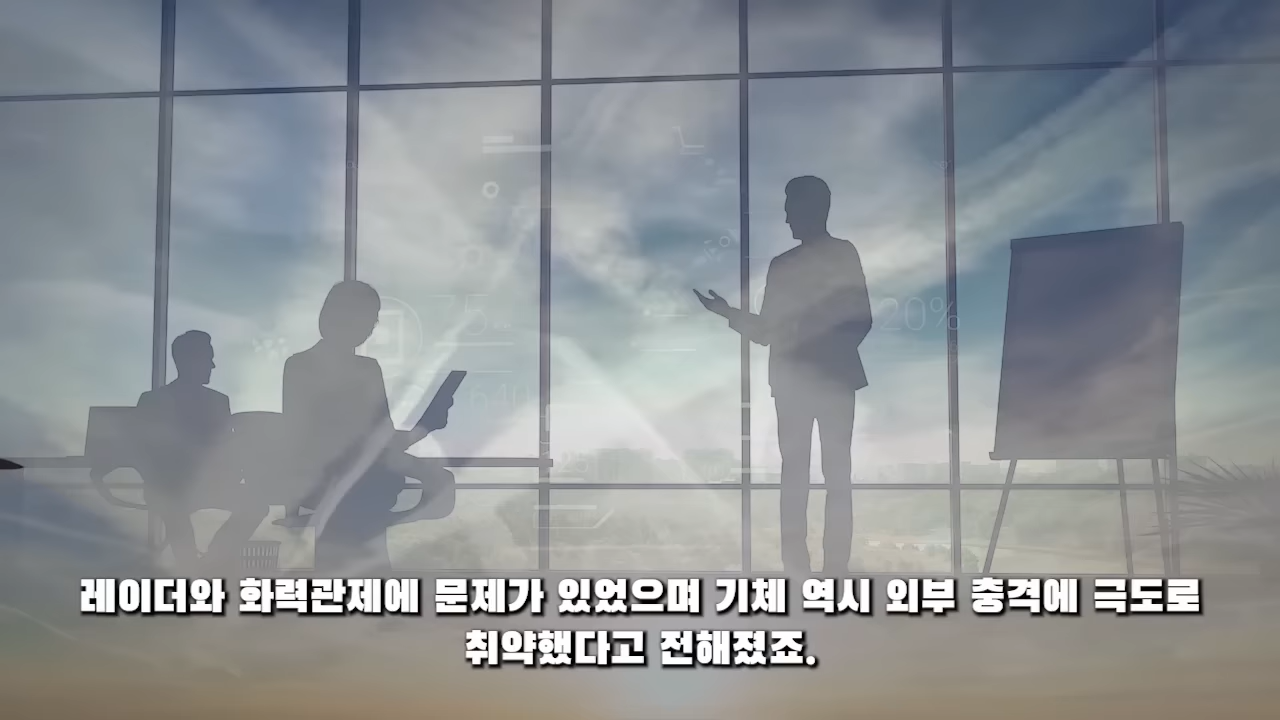 20%
레이더와 화력관제에 문제가 있었으며 기체 역시 외부 충격에 극도로
취약했다고 전해졌죠.